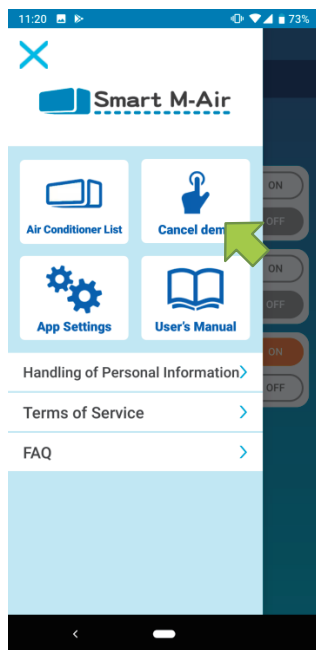 11:20
73%
Smart M-Air
ON
OFF
Air Conditioner List
Cancel dem
ON
OFF
App Settings
User's Manual
ON
OFF
Handling of Personal Information
Terms of Service
FAQ